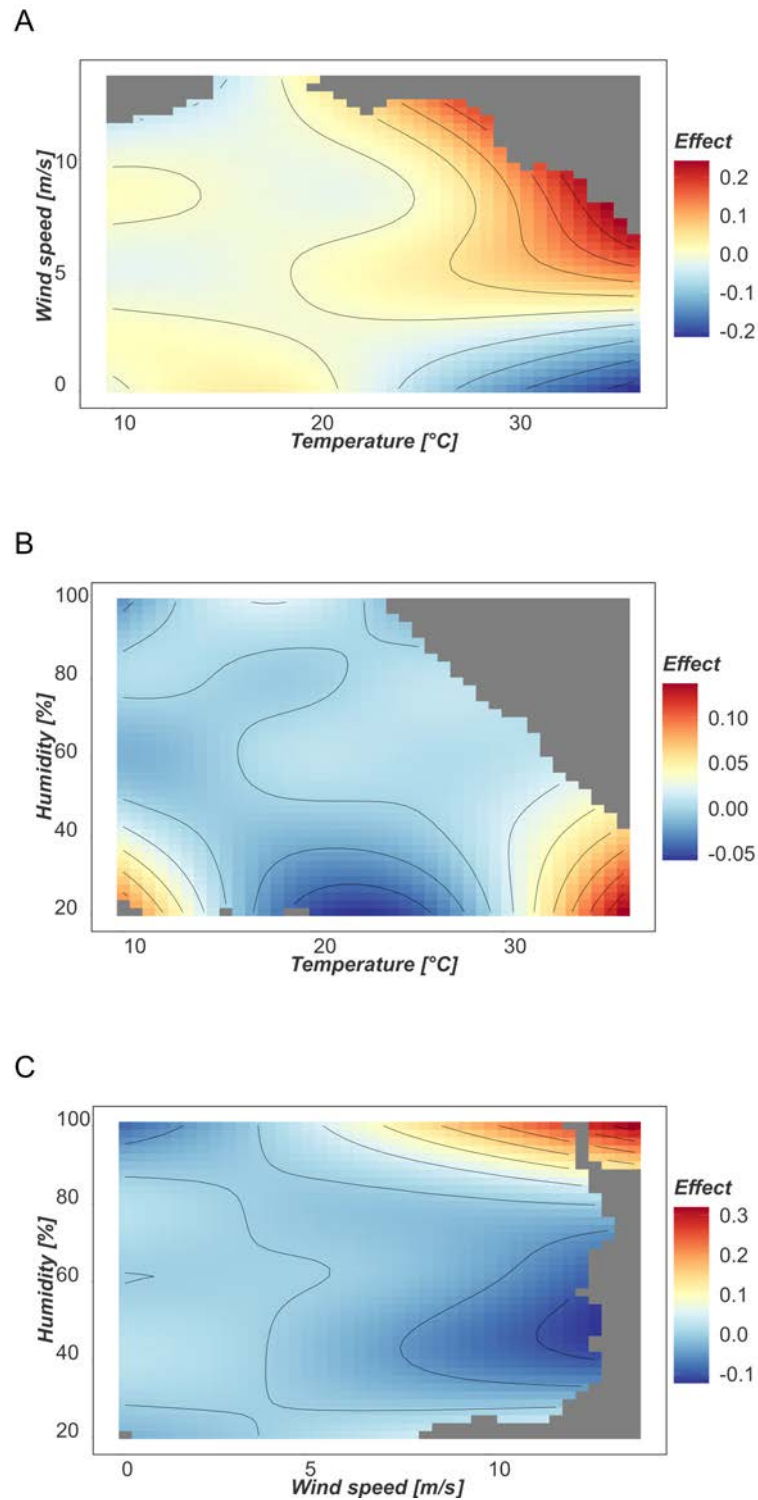 A
Wind speed [m/s]
10
5
0
10 20 30
Temperature [°C]
Effect
0.2
0.1
0.0
-0.1
-0.2
B
Humidity [%]
100
80
60
40
20
10 20 30
Temperature [°C]
Effect
0.10
0.05
0.00
-0.05
C
Humidity [%]
100
80
60
40
20
0 5 10
Wind speed [m/s]
Effect
0.3
0.2
0.1
0.0
-0.1